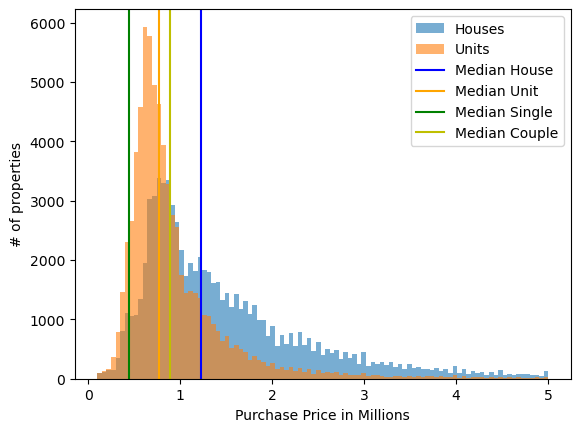 Houses
Units
Median House
Median Unit
Median Single
Median Couple
# of properties
6000
5000
4000
3000
2000
1000
0
0 1 2 3 4 5
Purchase Price in Millions